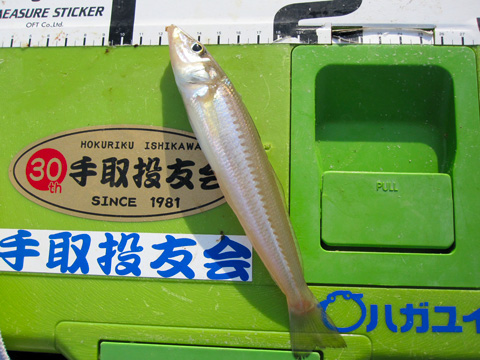 MEASURE STICKER
OFT Co.,Ltd.
HOKURIKU ISHIKAWA
30th
手取投友会
SINCE 1981
PULL
手取投友会
ハガユイ